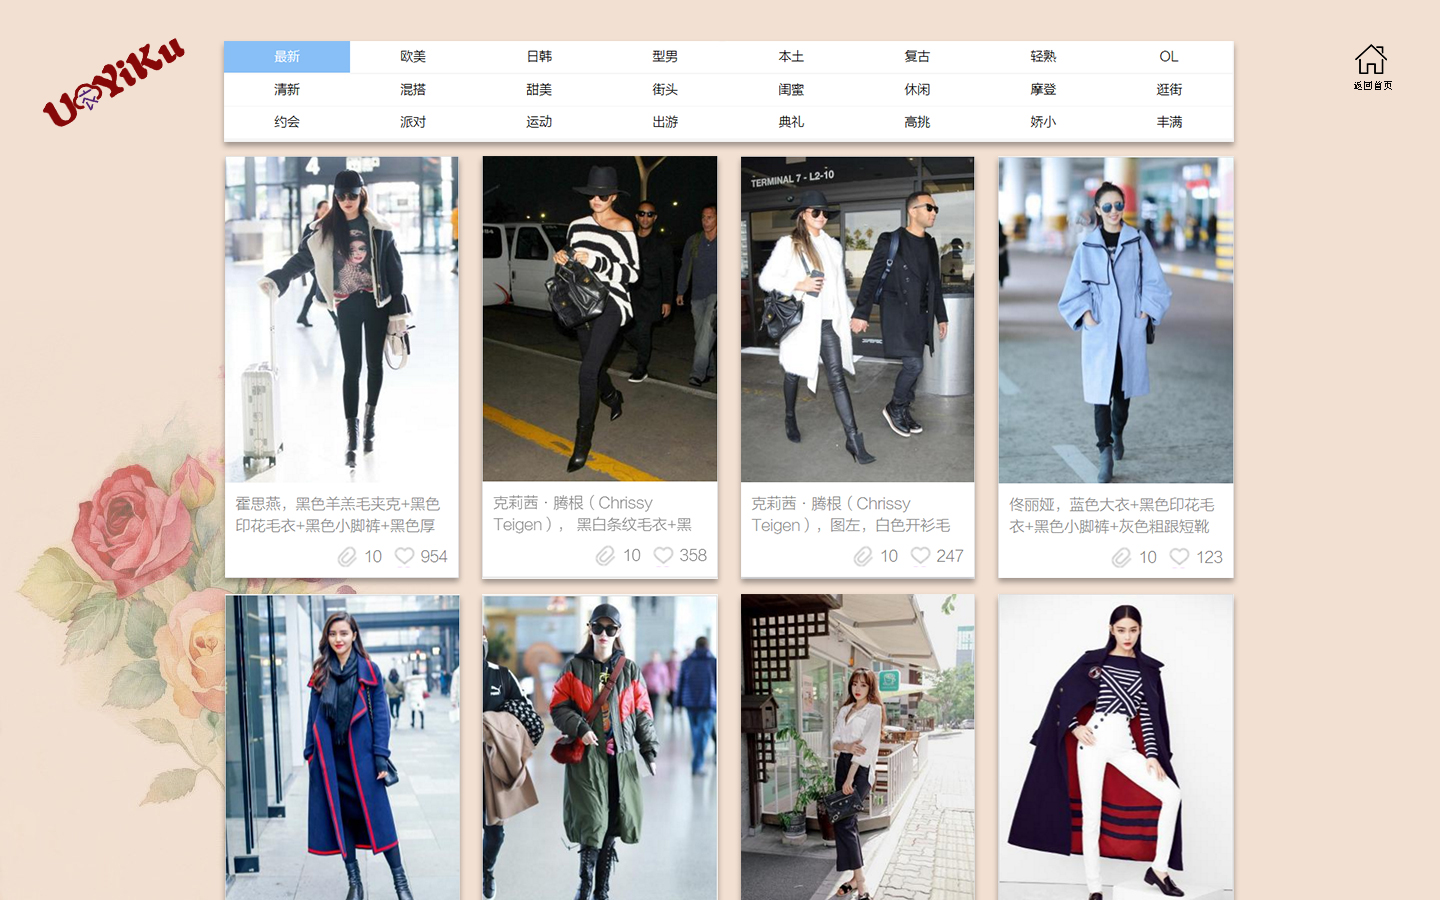 UoYiKu
最新 欧美 日韩 型男 本土 复古 轻熟 OL
清新 混搭 甜美 街头 闺蜜 休闲 摩登 逛街
约会 派对 运动 出游 典礼 高挑 娇小 丰满
返回首页
TERMINAL 7 - L2-10
霍思燕，黑色羊羔毛夹克+黑色
印花毛衣+黑色小脚裤+黑色厚
10 954
克莉茜 · 腾根（Chrissy
Teigen）， 黑白条纹毛衣+黑
10 358
克莉茜 · 腾根（Chrissy
Teigen），图左，白色开衫毛
10 247
佟丽娅，蓝色大衣+黑色印花毛
衣+黑色小脚裤+灰色粗跟短靴
10 123